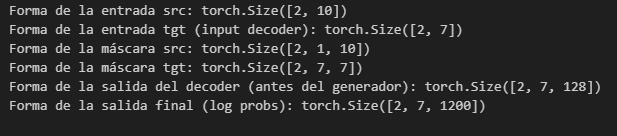 Forma de la entrada src: torch.Size([2, 10])
Forma de la entrada tgt (input decoder): torch.Size([2, 7])
Forma de la máscara src: torch.Size([2, 1, 10])
Forma de la máscara tgt: torch.Size([2, 7, 7])
Forma de la salida del decoder (antes del generador): torch.Size([2, 7, 128])
Forma de la salida final (log probs): torch.Size([2, 7, 1200])